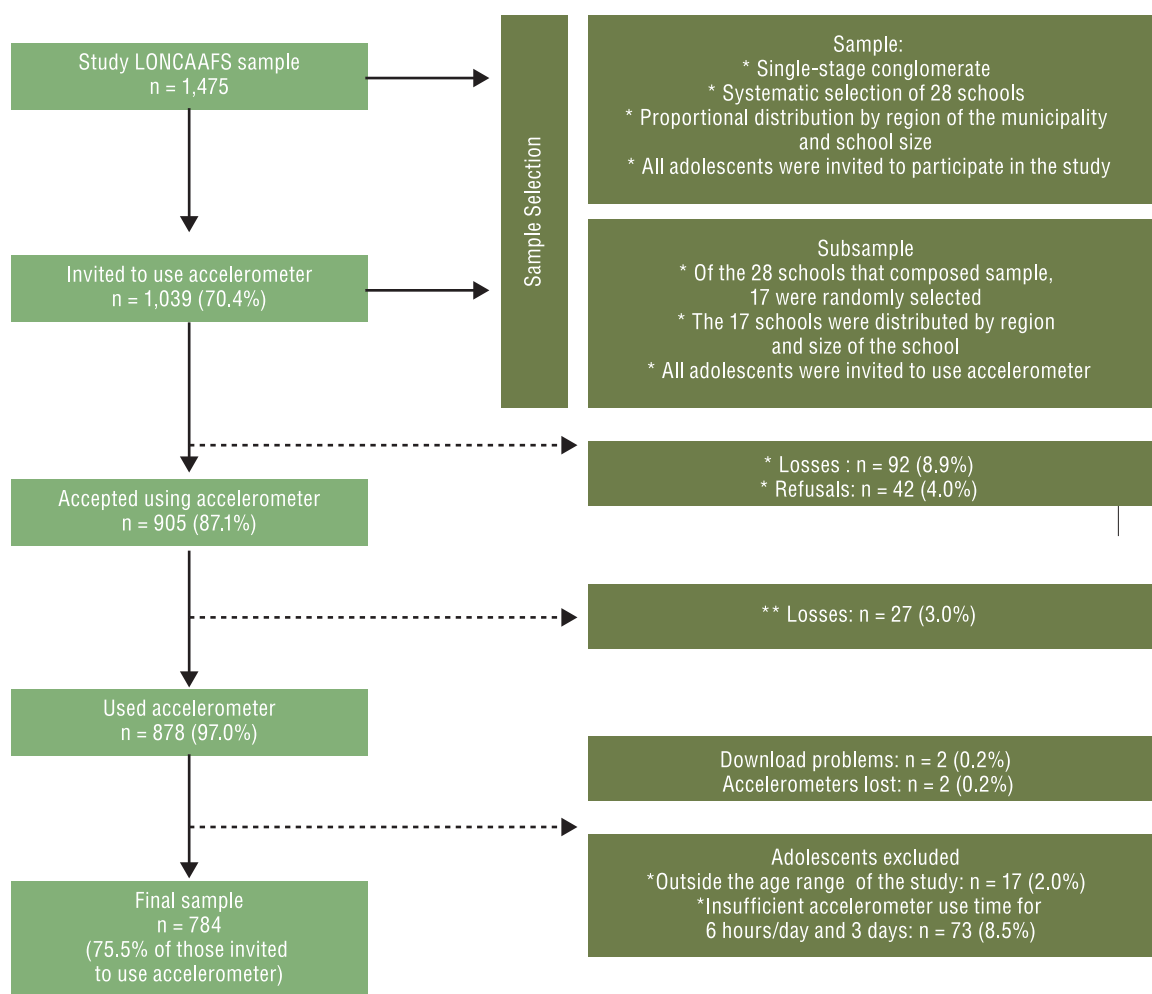 Study LONCAAFS sample
n = 1,475
Sample Selection
Sample:
* Single-stage conglomerate
* Systematic selection of 28 schools
* Proportional distribution by region of the municipality
and school size
* All adolescents were invited to participate in the study
Invited to use accelerometer
n = 1,039 (70.4%)
Subsample
* Of the 28 schools that composed sample,
17 were randomly selected
* The 17 schools were distributed by region
and size of the school
* All adolescents were invited to use accelerometer
* Losses : n = 92 (8.9%)
* Refusals: n = 42 (4.0%)
Accepted using accelerometer
n = 905 (87.1%)
** Losses: n = 27 (3.0%)
Used accelerometer
n = 878 (97.0%)
Download problems: n = 2 (0.2%)
Accelerometers lost: n = 2 (0.2%)
Adolescents excluded
*Outside the age range of the study: n = 17 (2.0%)
*Insufficient accelerometer use time for
6 hours/day and 3 days: n = 73 (8.5%)
Final sample
n = 784
(75.5% of those invited
to use accelerometer)